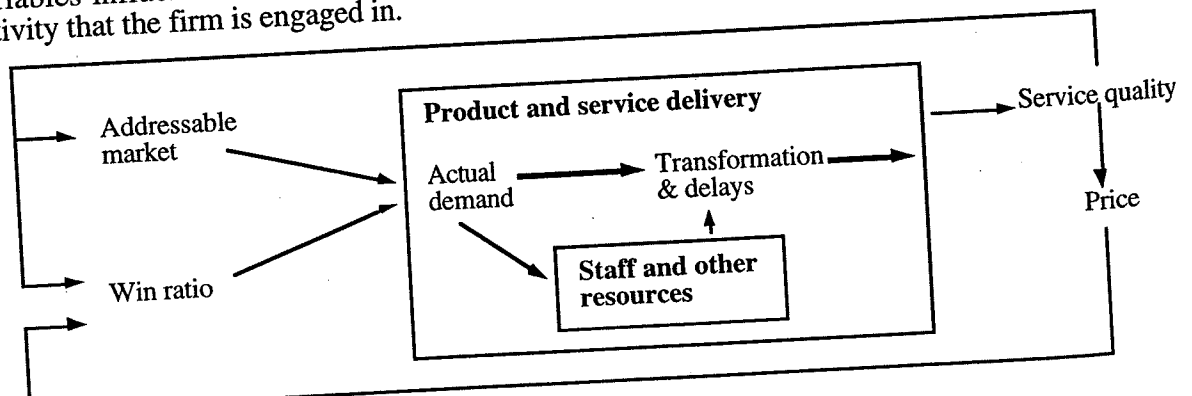 tivity that the firm is engaged in.
Product and service delivery
Service quality
Addressable
market
Actual
demand
Transformation
& delays
Price
Win ratio
Staff and other
resources